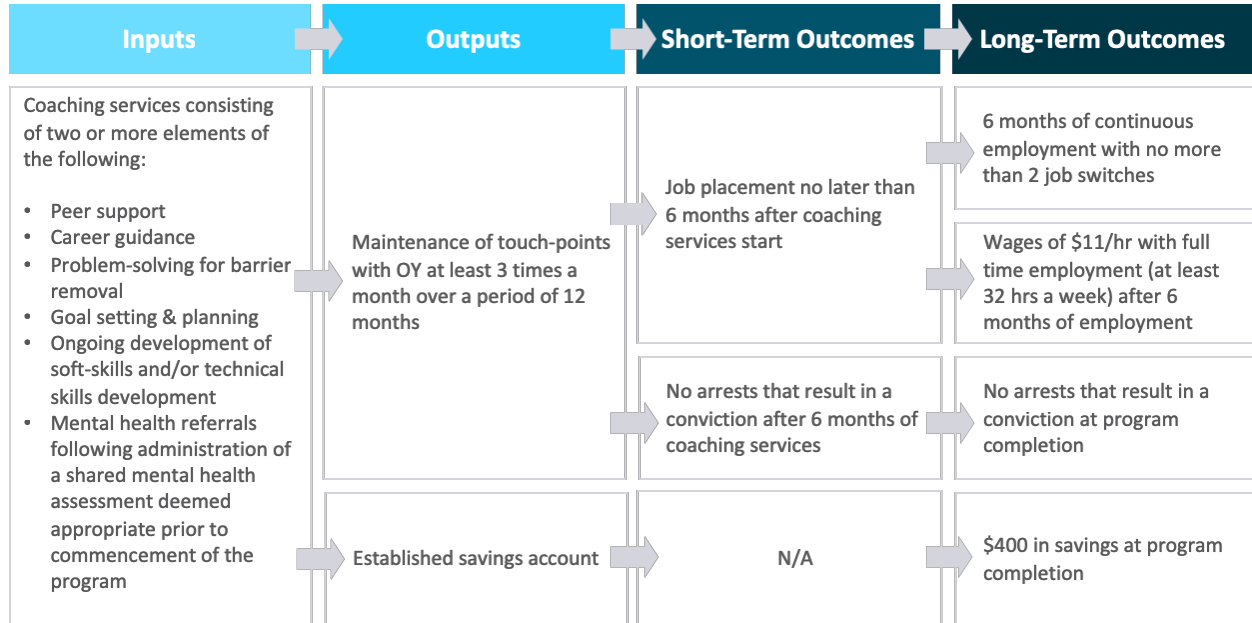 Inputs
Outputs
Short-Term Outcomes
Long-Term Outcomes
Coaching services consisting
of two or more elements of
the following:
• Peer support
• Career guidance
• Problem-solving for barrier
removal
• Goal setting & planning
• Ongoing development of
soft-skills and/or technical
skills development
• Mental health referrals
following administration of
a shared mental health
assessment deemed
appropriate prior to
commencement of the
program
Maintenance of touch-points
with OY at least 3 times a
month over a period of 12
months
Established savings account
Job placement no later than
6 months after coaching
services start
No arrests that result in a
conviction after 6 months of
coaching services
N/A
6 months of continuous
employment with no more
than 2 job switches
Wages of $11/hr with full
time employment (at least
32 hrs a week) after 6
months of employment
No arrests that result in a
conviction at program
completion
$400 in savings at program
completion